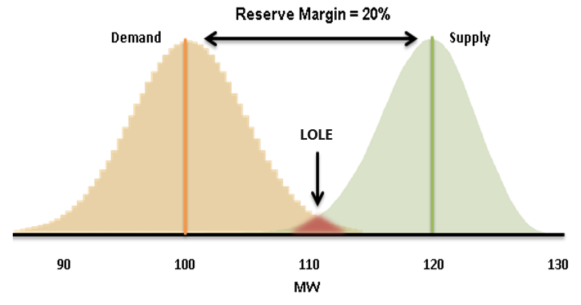 Reserve Margin = 20%
Demand
Supply
LOLE
90 100 110 120 130
MW